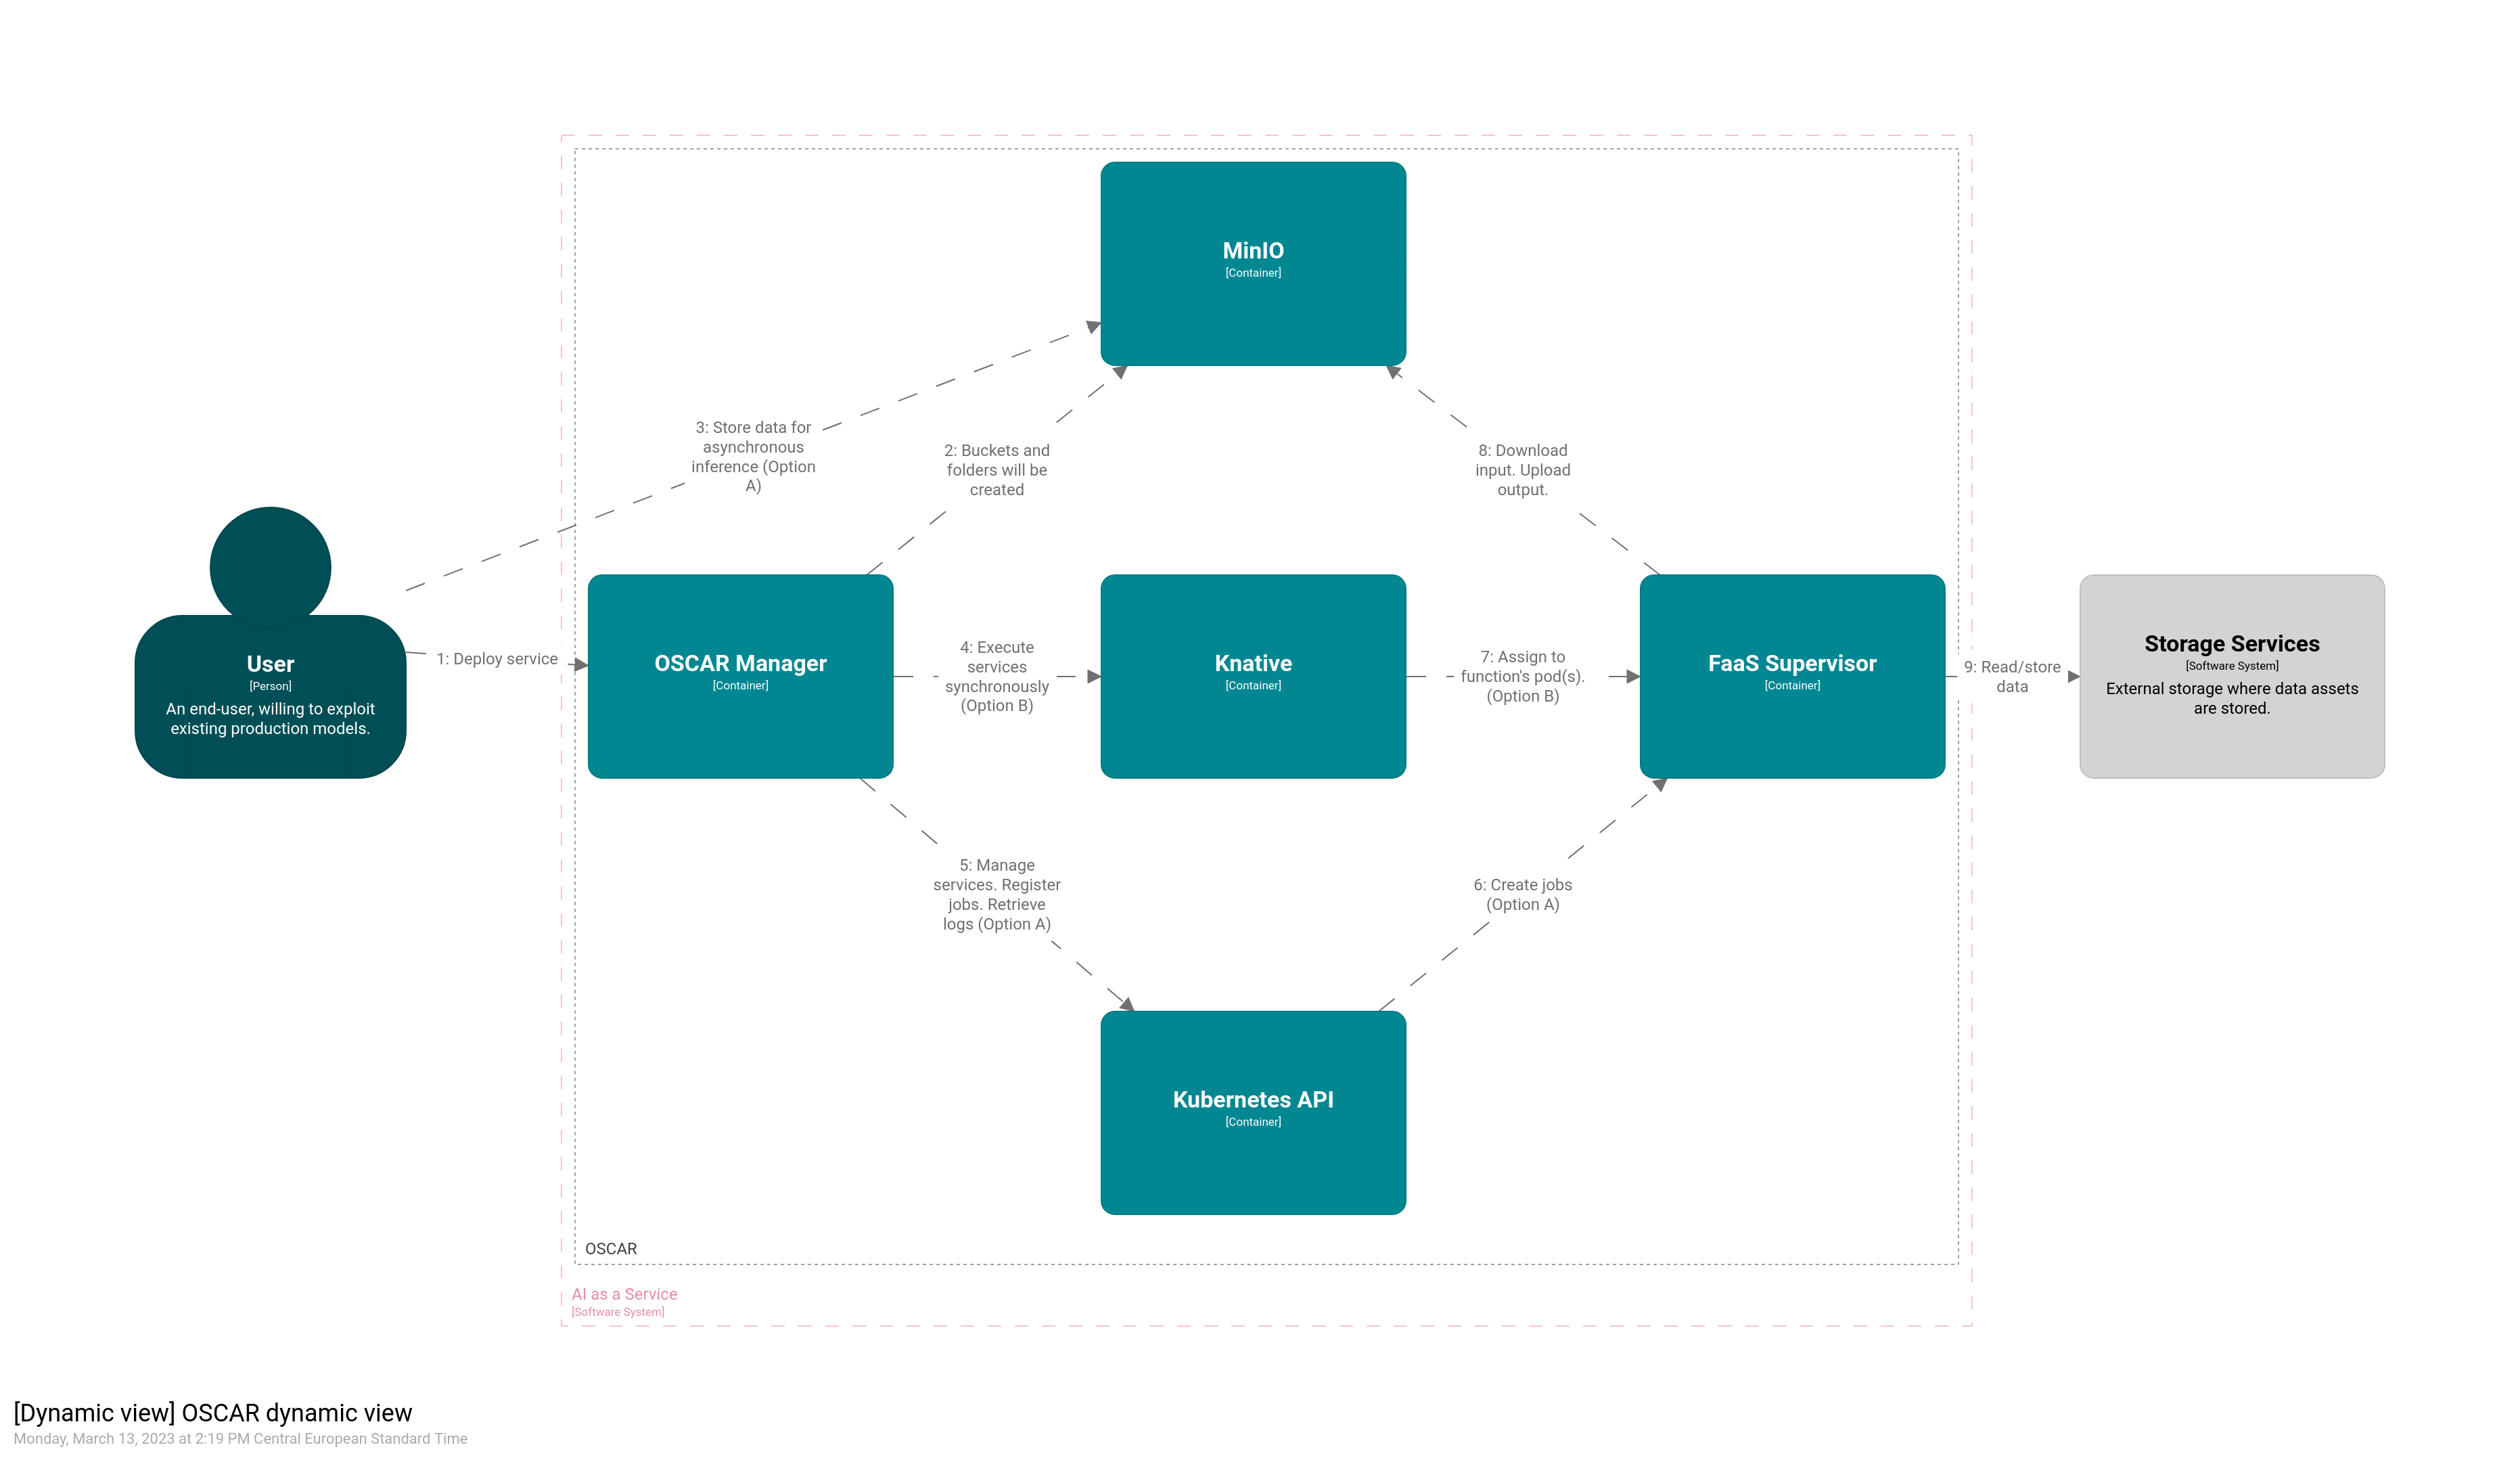 MinIO
[Container]
3: Store data for
asynchronous
inference (Option
A)
2: Buckets and
folders will be
created
8: Download
input. Upload
output.
User
[Person]
An end-user, willing to exploit
existing production models.
1: Deploy service
OSCAR Manager
[Container]
4: Execute
services
synchronously
(Option B)
Knative
[Container]
7: Assign to
function's pod(s).
(Option B)
FaaS Supervisor
[Container]
9: Read/store
data
Storage Services
[Software System]
External storage where data assets
are stored.
5: Manage
services. Register
jobs. Retrieve
logs (Option A)
6: Create jobs
(Option A)
Kubernetes API
[Container]
OSCAR
AI as a Service
[Software System]
[Dynamic view] OSCAR dynamic view
Monday, March 13, 2023 at 2:19 PM Central European Standard Time